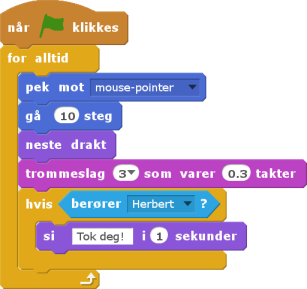 når klikkes
for alltid
pek mot mouse-pointer
gå 10 steg
neste drakt
trommeslag 3 som varer 0.3 takter
hvis berører Herbert ?
si Tok deg! i 1 sekunder